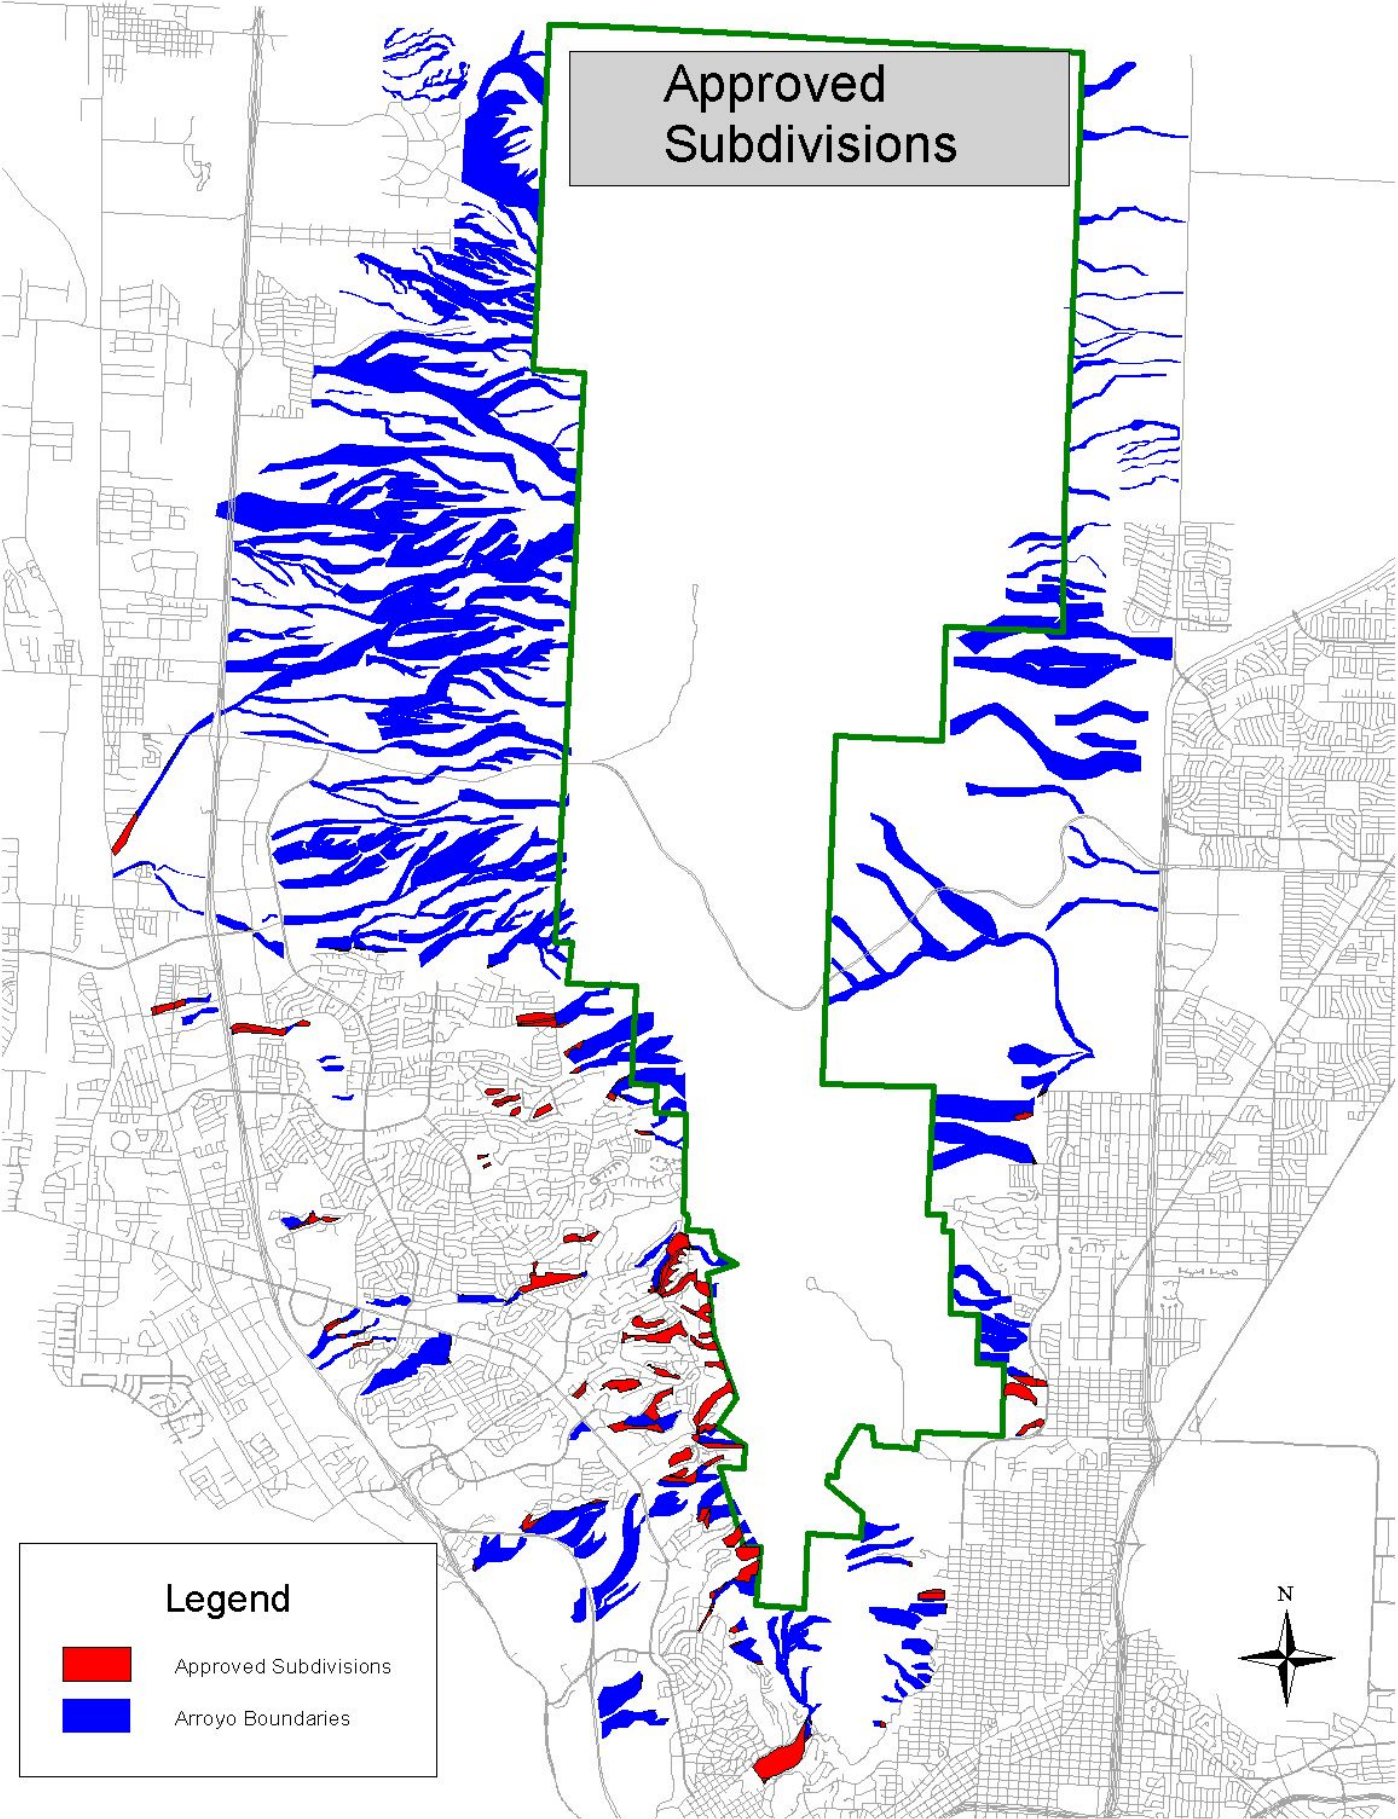 Approved
Subdivisions
Legend
Approved Subdivisions
Arroyo Boundaries
N